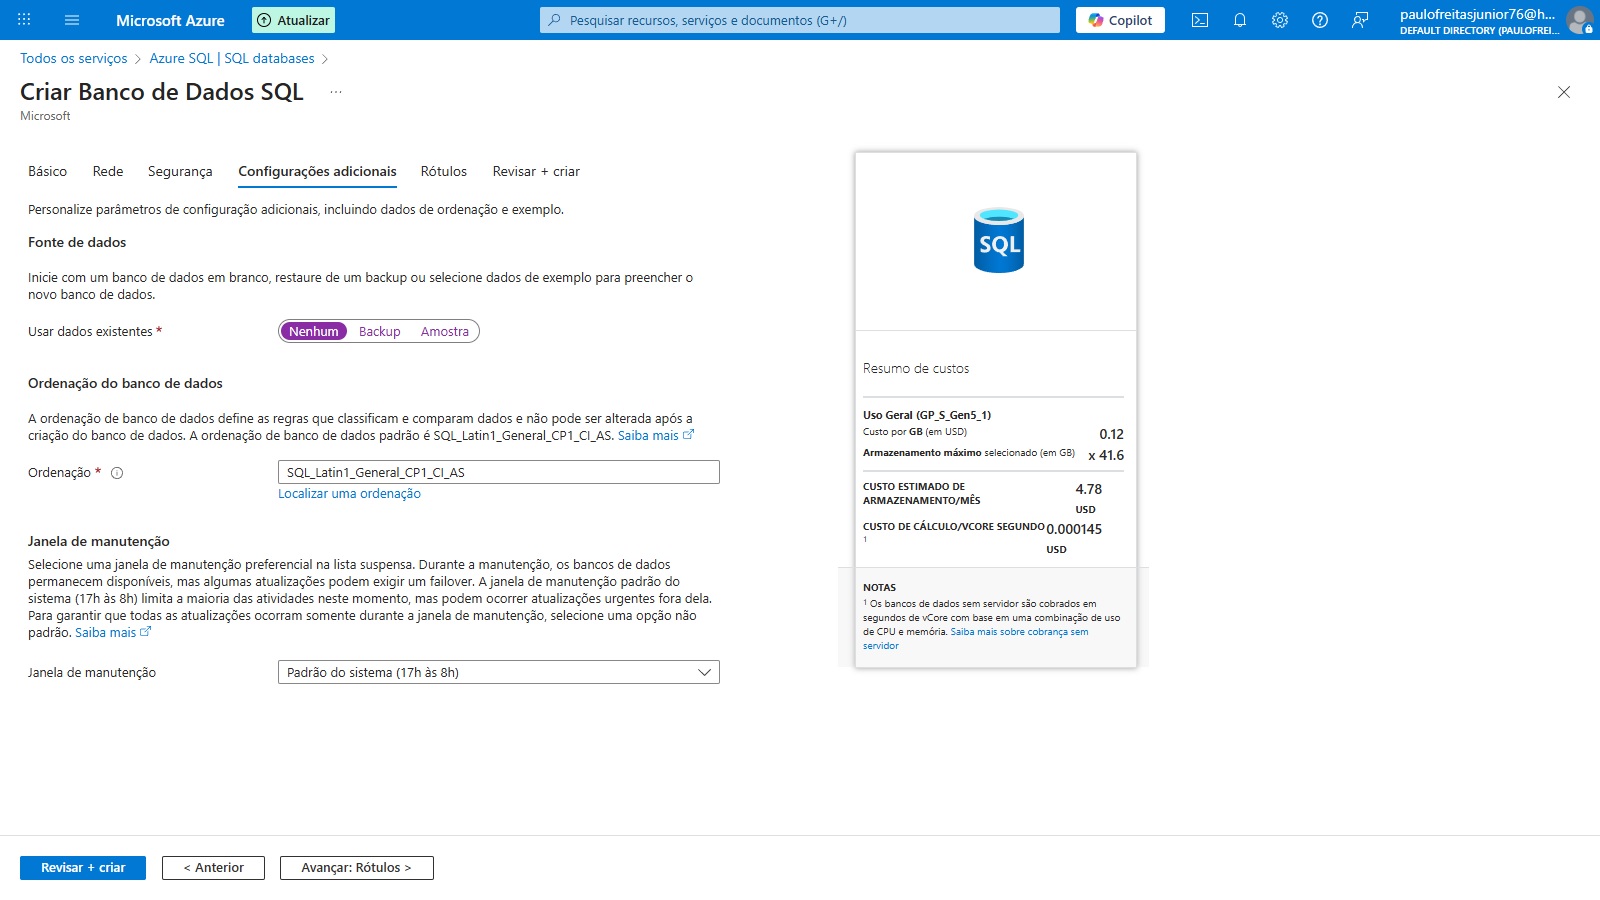 Microsoft Azure
Atualizar
Pesquisar recursos, serviços e documentos (G+/)
Copilot
paulofreitasjunior76@h...
DEFAULT DIRECTORY (PAULOFREI...
Todos os serviços > Azure SQL | SQL databases >
Criar Banco de Dados SQL ...
Microsoft
Básico Rede Segurança Configurações adicionais Rótulos Revisar + criar
Personalize parâmetros de configuração adicionais, incluindo dados de ordenação e exemplo.
Fonte de dados
Inicie com um banco de dados em branco, restaure de um backup ou selecione dados de exemplo para preencher o
novo banco de dados.
Usar dados existentes * Nenhum Backup Amostra
Ordenação do banco de dados
A ordenação de banco de dados define as regras que classificam e comparam dados e não pode ser alterada após a
criação do banco de dados. A ordenação de banco de dados padrão é SQL_Latin1_General_CP1_CI_AS. Saiba mais
Ordenação * SQL_Latin1_General_CP1_CI_AS
Localizar uma ordenação
Janela de manutenção
Selecione uma janela de manutenção preferencial na lista suspensa. Durante a manutenção, os bancos de dados
permanecem disponíveis, mas algumas atualizações podem exigir um failover. A janela de manutenção padrão do
sistema (17h às 8h) limita a maioria das atividades neste momento, mas podem ocorrer atualizações urgentes fora dela.
Para garantir que todas as atualizações ocorram somente durante a janela de manutenção, selecione uma opção não
padrão. Saiba mais
Janela de manutenção Padrão do sistema (17h às 8h)
SQL
Resumo de custos
Uso Geral (GP_S_Gen5_1)
Custo por GB (em USD) 0.12
Armazenamento máximo selecionado (em GB) x 41.6
CUSTO ESTIMADO DE
ARMAZENAMENTO/MÊS 4.78
USD
CUSTO DE CÁLCULO/VCORE SEGUNDO 0.000145
1
USD
NOTAS
1 Os bancos de dados sem servidor são cobrados em
segundos de vCore com base em uma combinação de uso
de CPU e memória. Saiba mais sobre cobrança sem
servidor
Revisar + criar < Anterior Avançar: Rótulos >